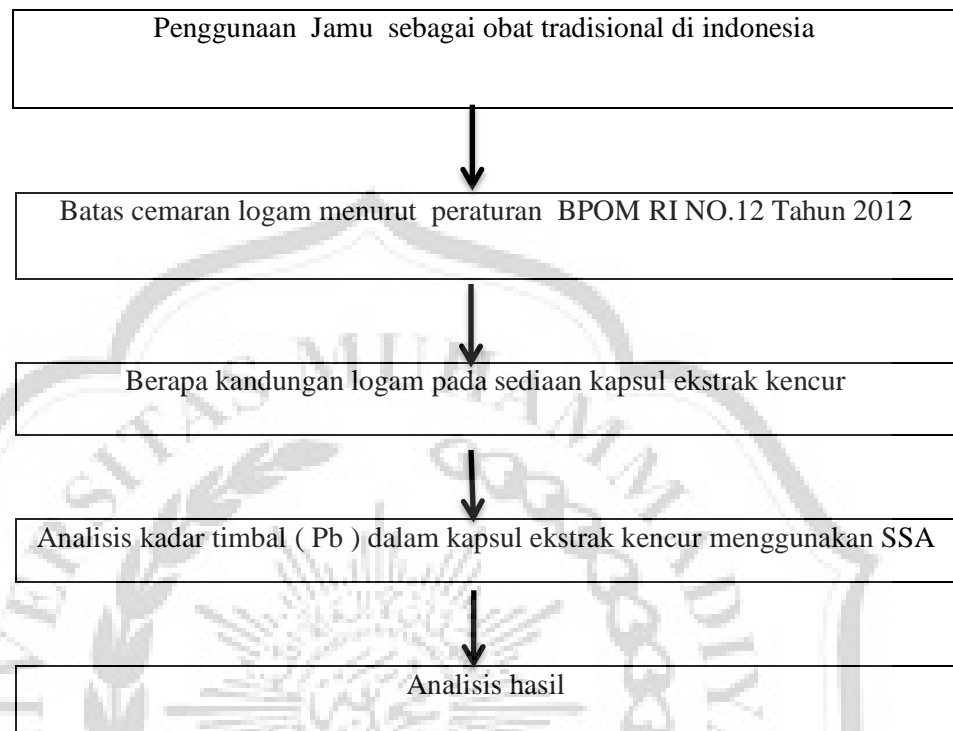 Penggunaan Jamu sebagai obat tradisional di indonesia
Batas cemaran logam menurut peraturan BPOM RI NO.12 Tahun 2012
Berapa kandungan logam pada sediaan kapsul ekstrak kencur
Analisis kadar timbal ( Pb ) dalam kapsul ekstrak kencur menggunakan SSA
Analisis hasil